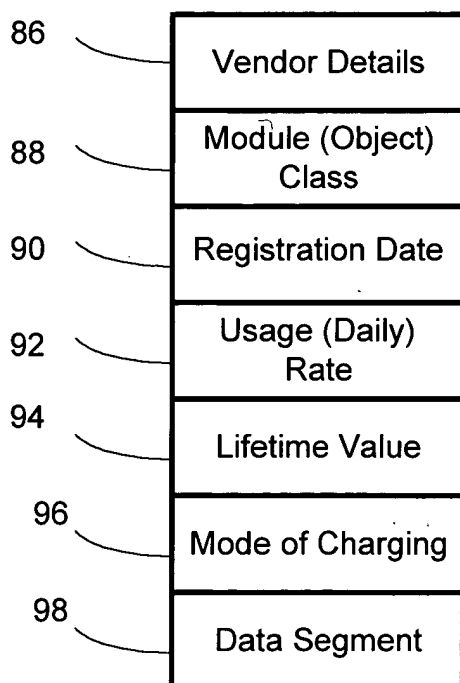 86 Vendor Details
88 Module (Object)
Class
90 Registration Date
92 Usage (Daily)
Rate
94 Lifetime Value
96 Mode of Charging
98 Data Segment